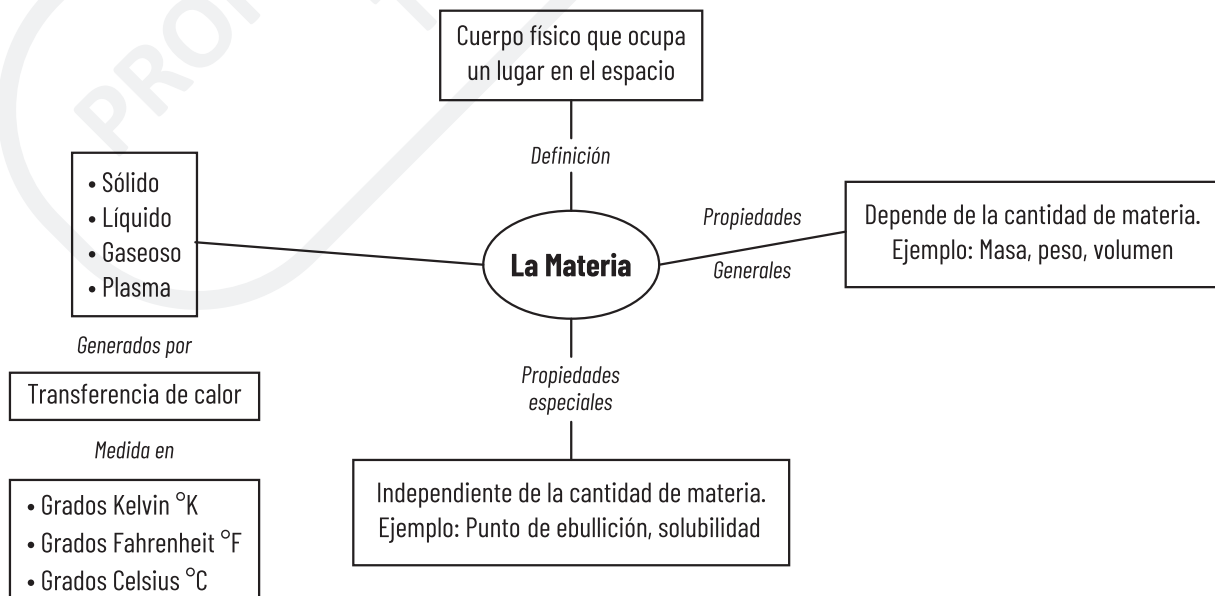 Cuerpo físico que ocupa
un lugar en el espacio
Definición
• Sólido
• Líquido
• Gaseoso
• Plasma
La Materia
Propiedades
Generales
Depende de la cantidad de materia.
Ejemplo: Masa, peso, volumen
Generados por
Transferencia de calor
Medida en
• Grados Kelvin °K
• Grados Fahrenheit °F
• Grados Celsius °C
Propiedades
especiales
Independiente de la cantidad de materia.
Ejemplo: Punto de ebullición, solubilidad